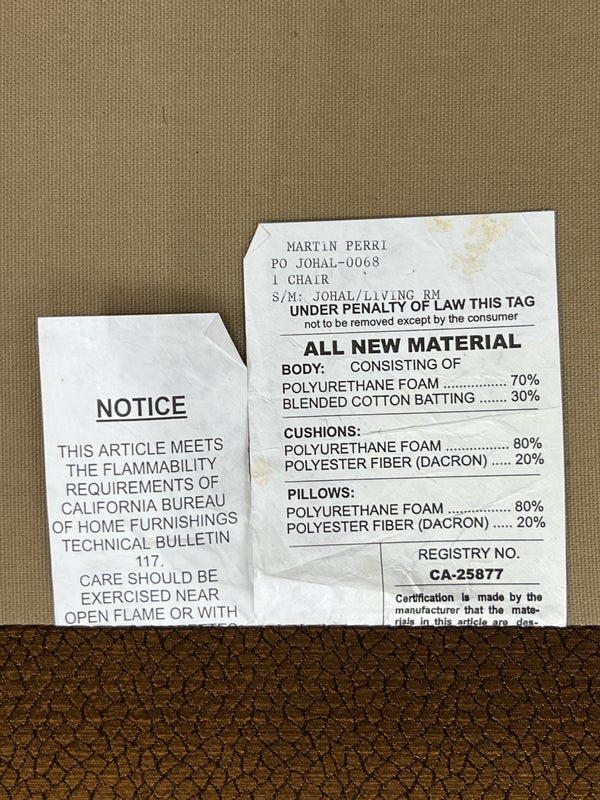 MARTIN PERRI
PO JOHAL-0068
1 CHAIR
S/M: JOHAL/LIVING RM
UNDER PENALTY OF LAW THIS TAG
not to be removed except by the consumer
ALL NEW MATERIAL
BODY: CONSISTING OF
POLYURETHANE FOAM ................ 70%
BLENDED COTTON BATTING ....... 30%
CUSHIONS:
POLYURETHANE FOAM ................ 80%
POLYESTER FIBER (DACRON) ..... 20%
PILLOWS:
POLYURETHANE FOAM ................ 80%
POLYESTER FIBER (DACRON) ..... 20%
REGISTRY NO.
CA-25877
Certification is made by the
manufacturer that the mate-
rials in this article are des-
NOTICE
THIS ARTICLE MEETS
THE FLAMMABILITY
REQUIREMENTS OF
CALIFORNIA BUREAU
OF HOME FURNISHINGS
TECHNICAL BULLETIN
117.
CARE SHOULD BE
EXERCISED NEAR
OPEN FLAME OR WITH